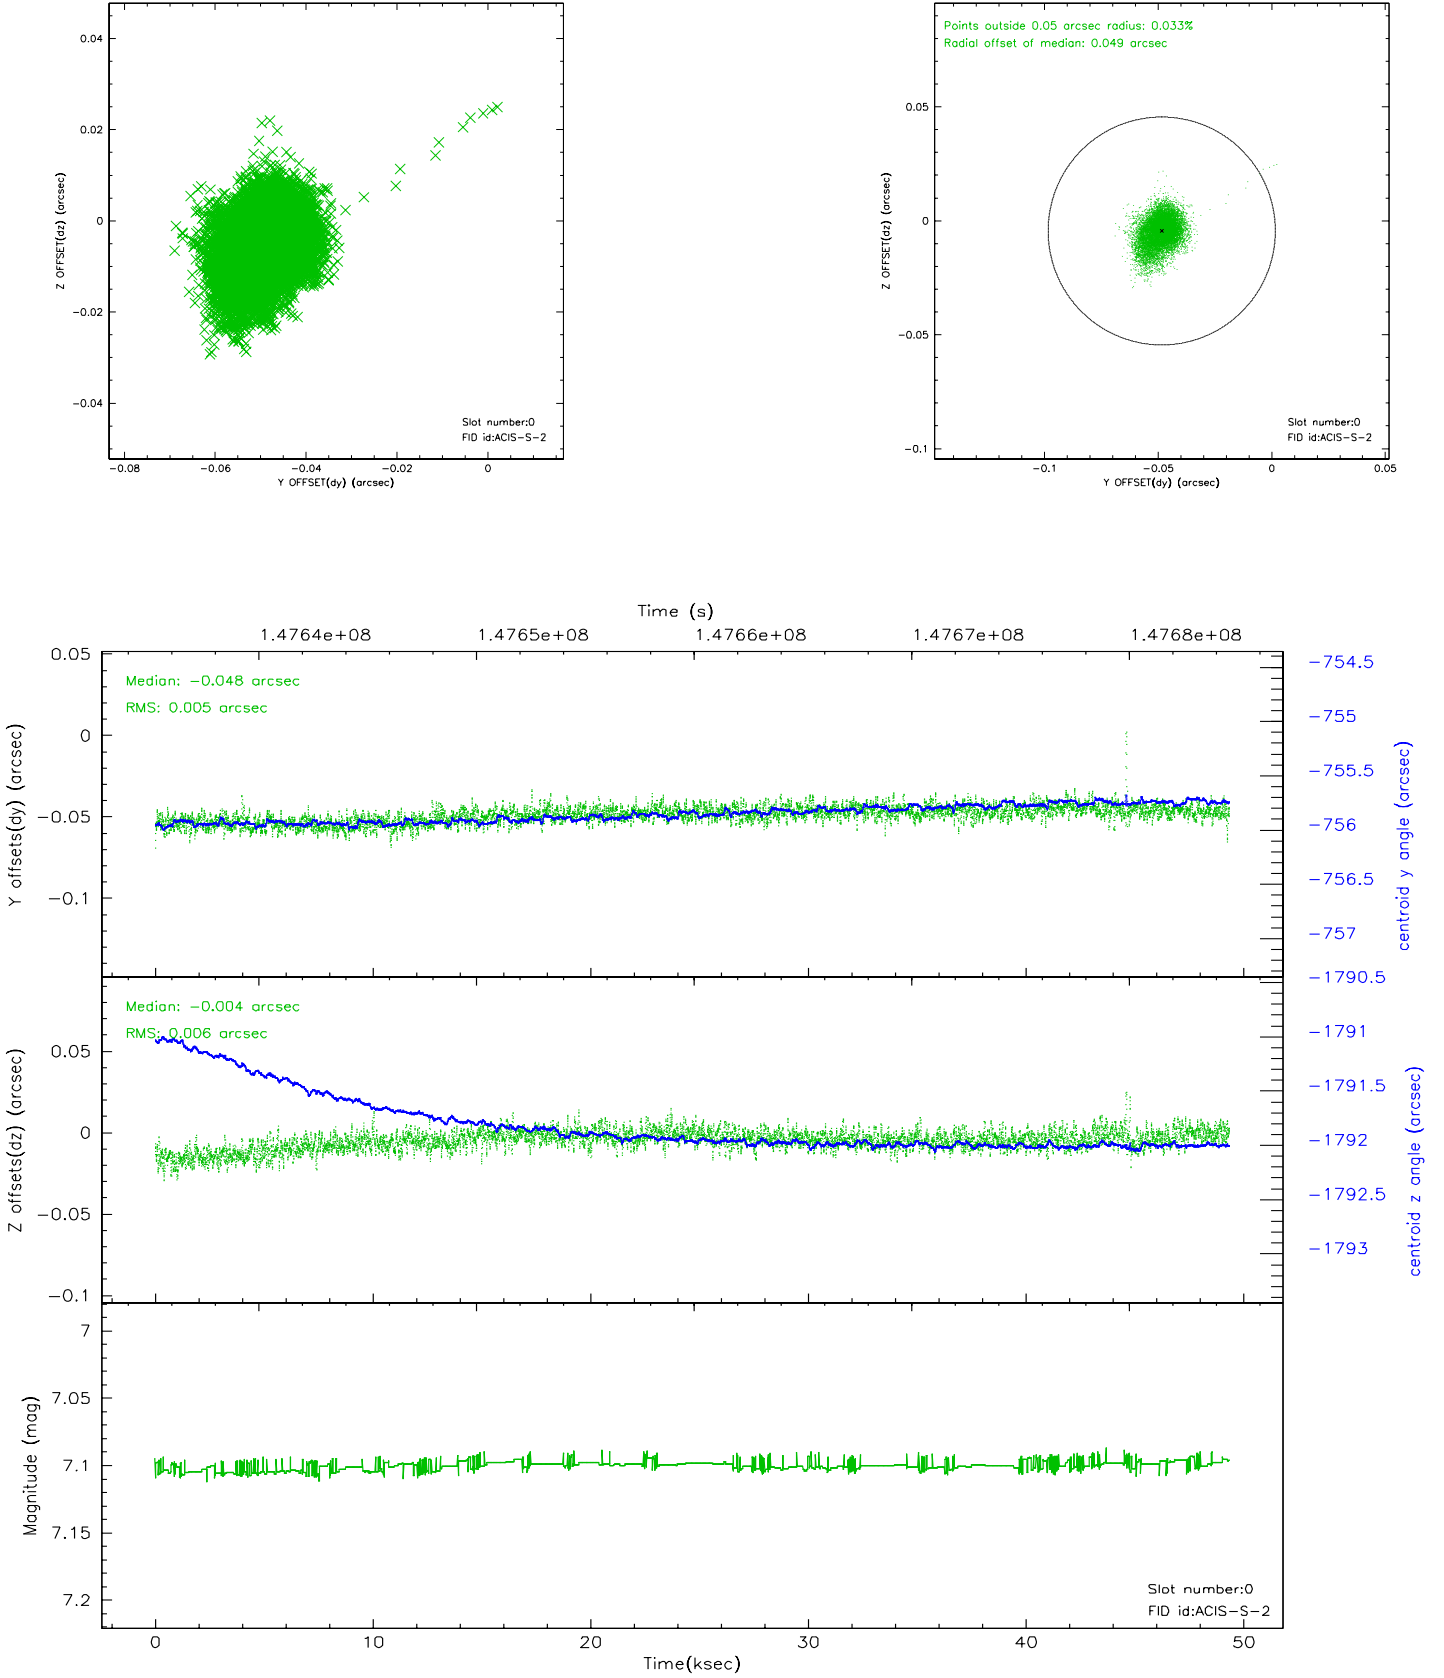 0.04
0.02
0
-0.02
-0.04
Z OFFSET(dz) (arcsec)
Slot number:0
FID id:ACIS-S-2
-0.08 -0.06 -0.04 -0.02 0
Y OFFSET(dy) (arcsec)
Points outside 0.05 arcsec radius: 0.033%
Radial offset of median: 0.049 arcsec
0.05
0
-0.05
-0.1
Z OFFSET(dz) (arcsec)
Slot number:0
FID id:ACIS-S-2
-0.1 -0.05 0 0.05
Y OFFSET(dy) (arcsec)
Time (s)
1.4764e+08 1.4765e+08 1.4766e+08 1.4767e+08 1.4768e+08
0.05
0
-0.05
-0.1
Y offsets(dy) (arcsec)
Median: -0.048 arcsec
RMS: 0.005 arcsec
-754.5
-755
-755.5
-756
-756.5
-757
centroid y angle (arcsec)
0.05
0
-0.05
-0.1
Z offsets(dz) (arcsec)
Median: -0.004 arcsec
RMS: 0.006 arcsec
-1790.5
-1791
-1791.5
-1792
-1792.5
-1793
centroid z angle (arcsec)
7
7.05
7.1
7.15
7.2
Magnitude (mag)
Slot number:0
FID id:ACIS-S-2
0 10 20 30 40 50
Time(ksec)